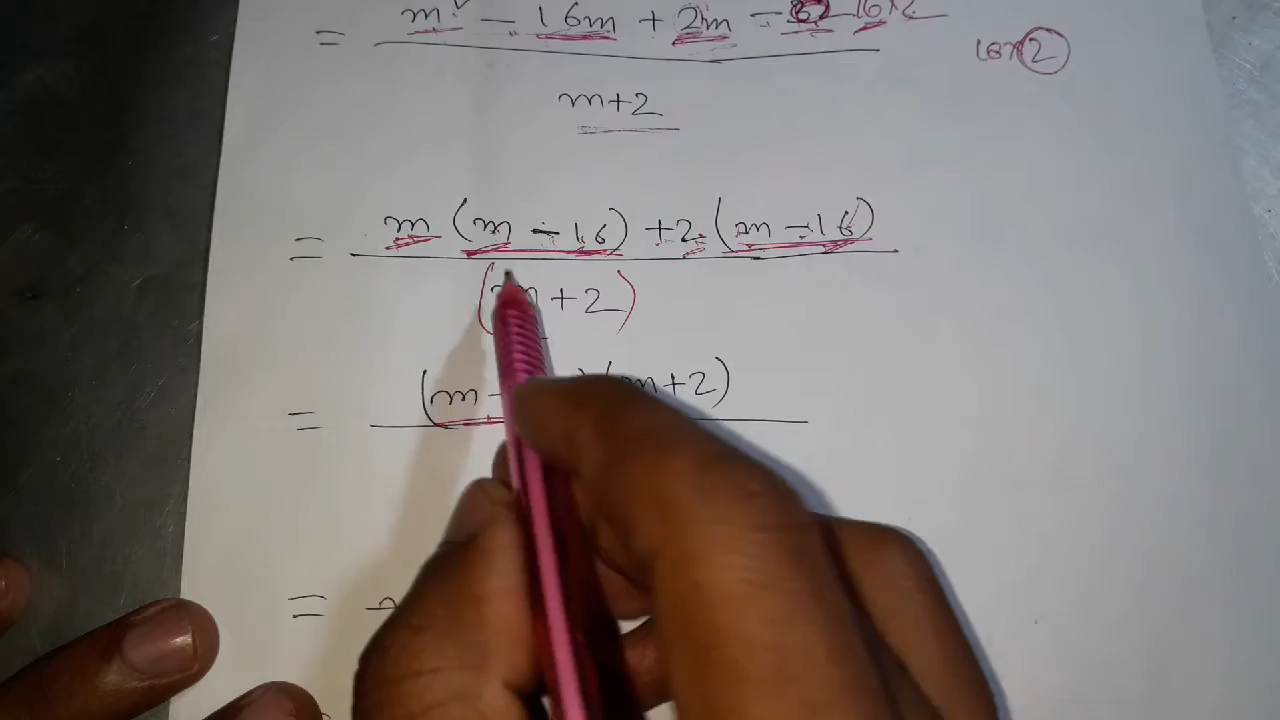 = m² - 16m + 2m - 16×2
16×2
m+2
= m (m - 16) + 2 (m - 16)
(m + 2)
= (m - ) (m+2)
=